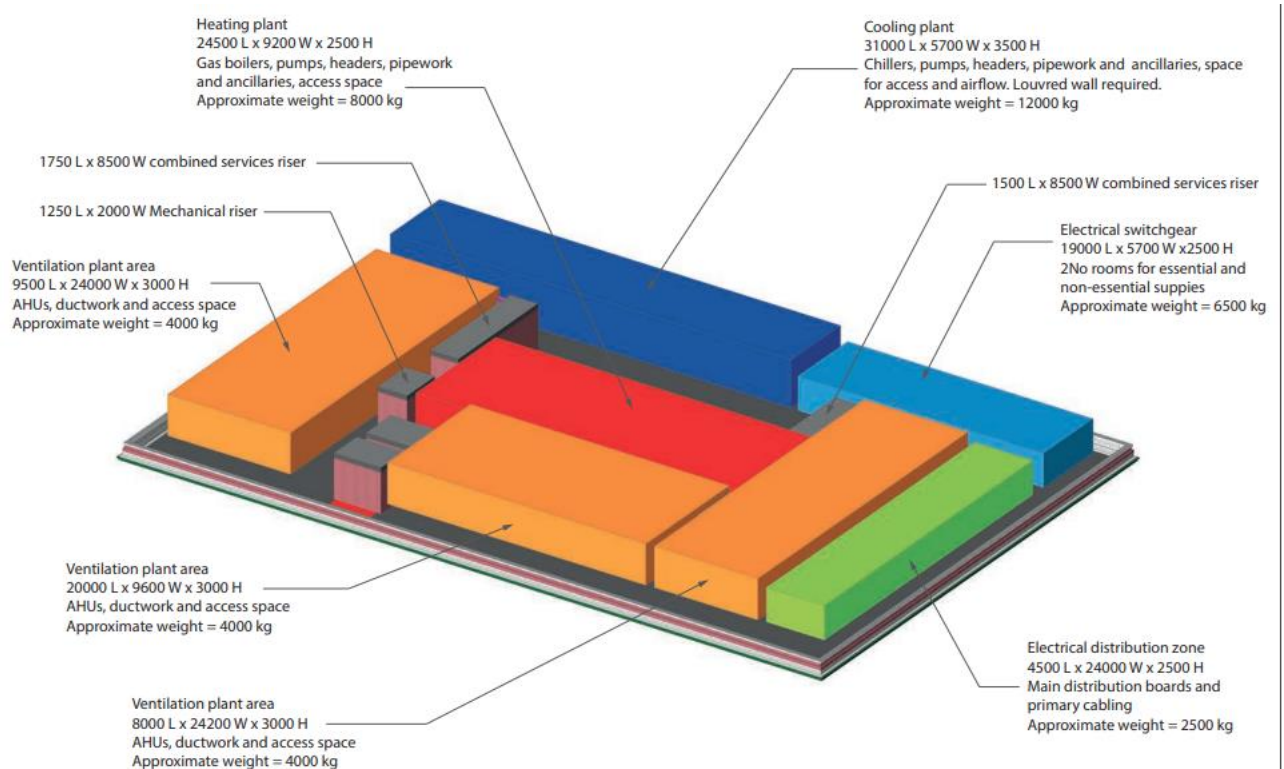 Heating plant
24500 L x 9200 W x 2500 H
Gas boilers, pumps, headers, pipework
and ancillaries, access space
Approximate weight = 8000 kg
Cooling plant
31000 L x 5700 W x 3500 H
Chillers, pumps, headers, pipework and ancillaries, space
for access and airflow. Louvred wall required.
Approximate weight = 12000 kg
1750 L x 8500 W combined services riser
1250 L x 2000 W Mechanical riser
1500 L x 8500 W combined services riser
Ventilation plant area
9500 L x 24000 W x 3000 H
AHUs, ductwork and access space
Approximate weight = 4000 kg
Electrical switchgear
19000 L x 5700 W x2500 H
2No rooms for essential and
non-essential suppies
Approximate weight = 6500 kg
Ventilation plant area
20000 L x 9600 W x 3000 H
AHUs, ductwork and access space
Approximate weight = 4000 kg
Electrical distribution zone
4500 L x 24000 W x 2500 H
Main distribution boards and
primary cabling
Approximate weight = 2500 kg
Ventilation plant area
8000 L x 24200 W x 3000 H
AHUs, ductwork and access space
Approximate weight = 4000 kg